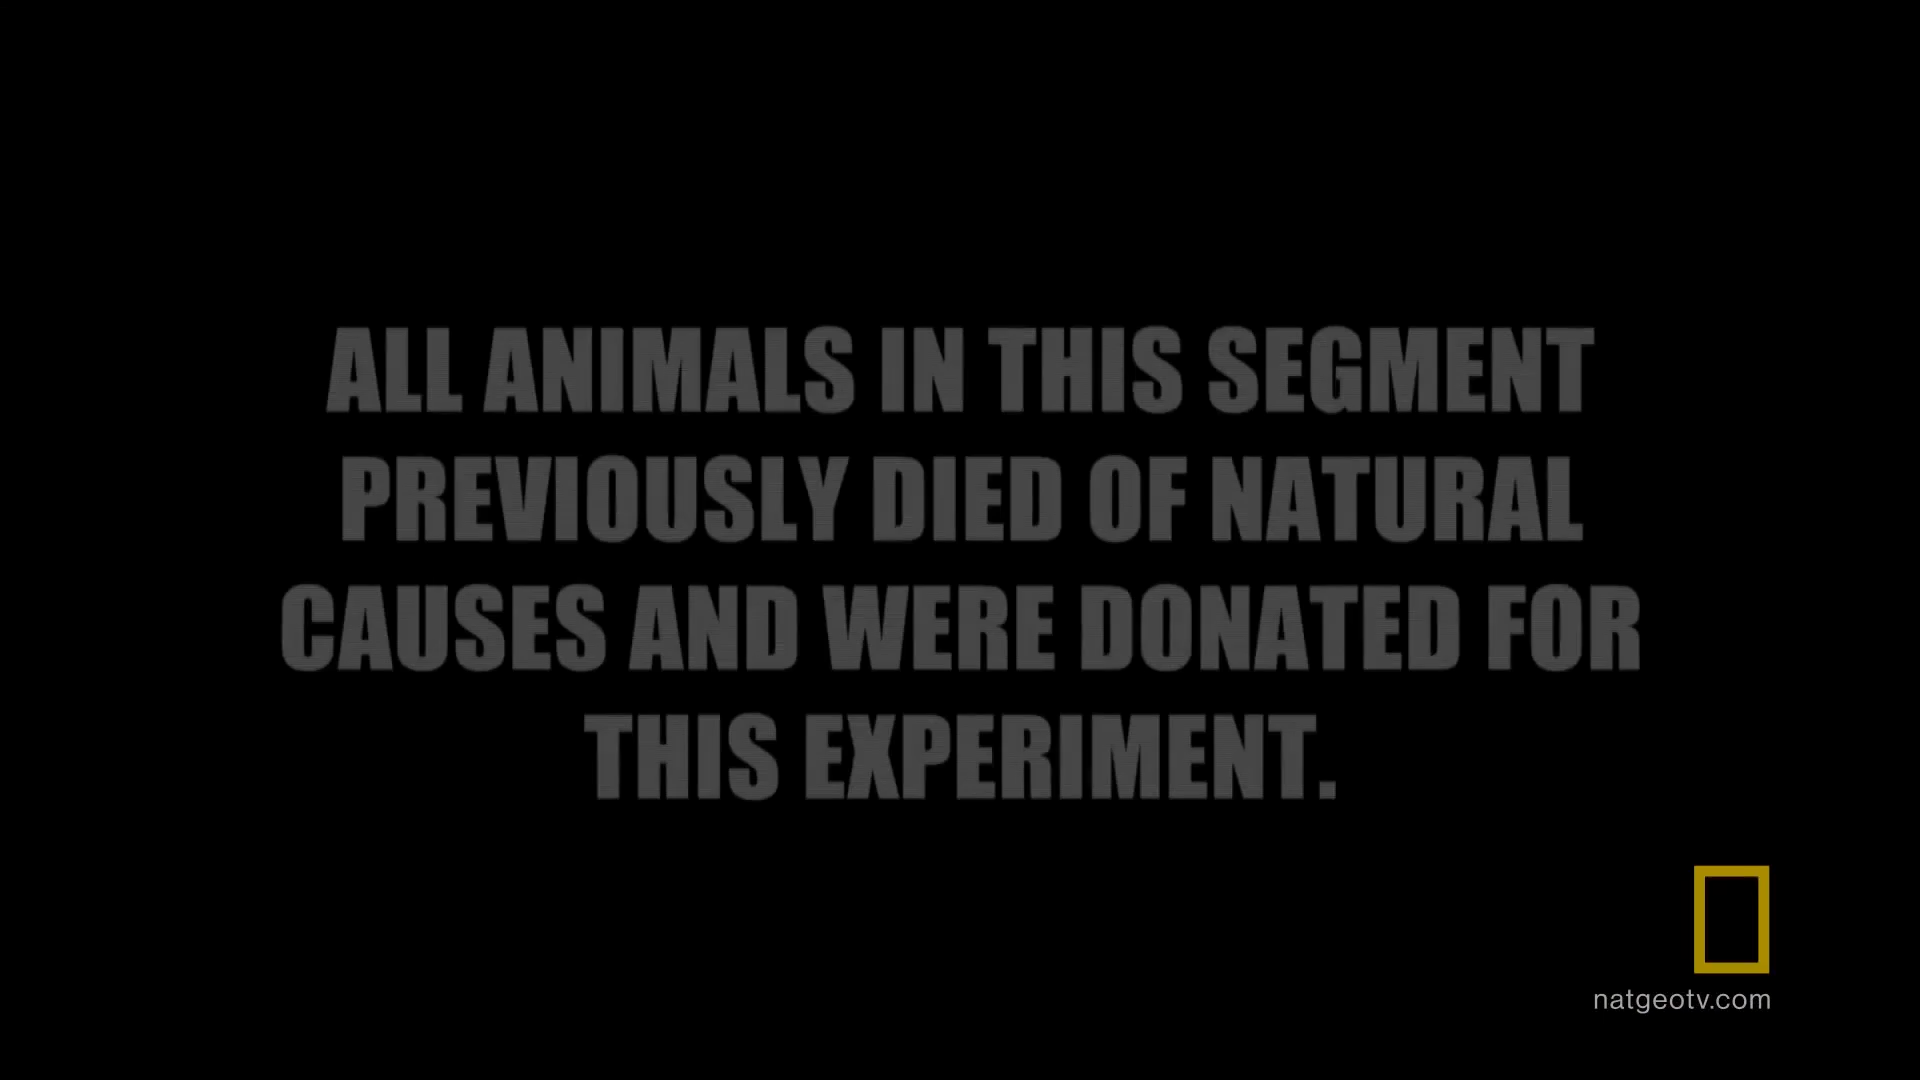 ALL ANIMALS IN THIS SEGMENT
PREVIOUSLY DIED OF NATURAL
CAUSES AND WERE DONATED FOR
THIS EXPERIMENT.
natgeotv.com